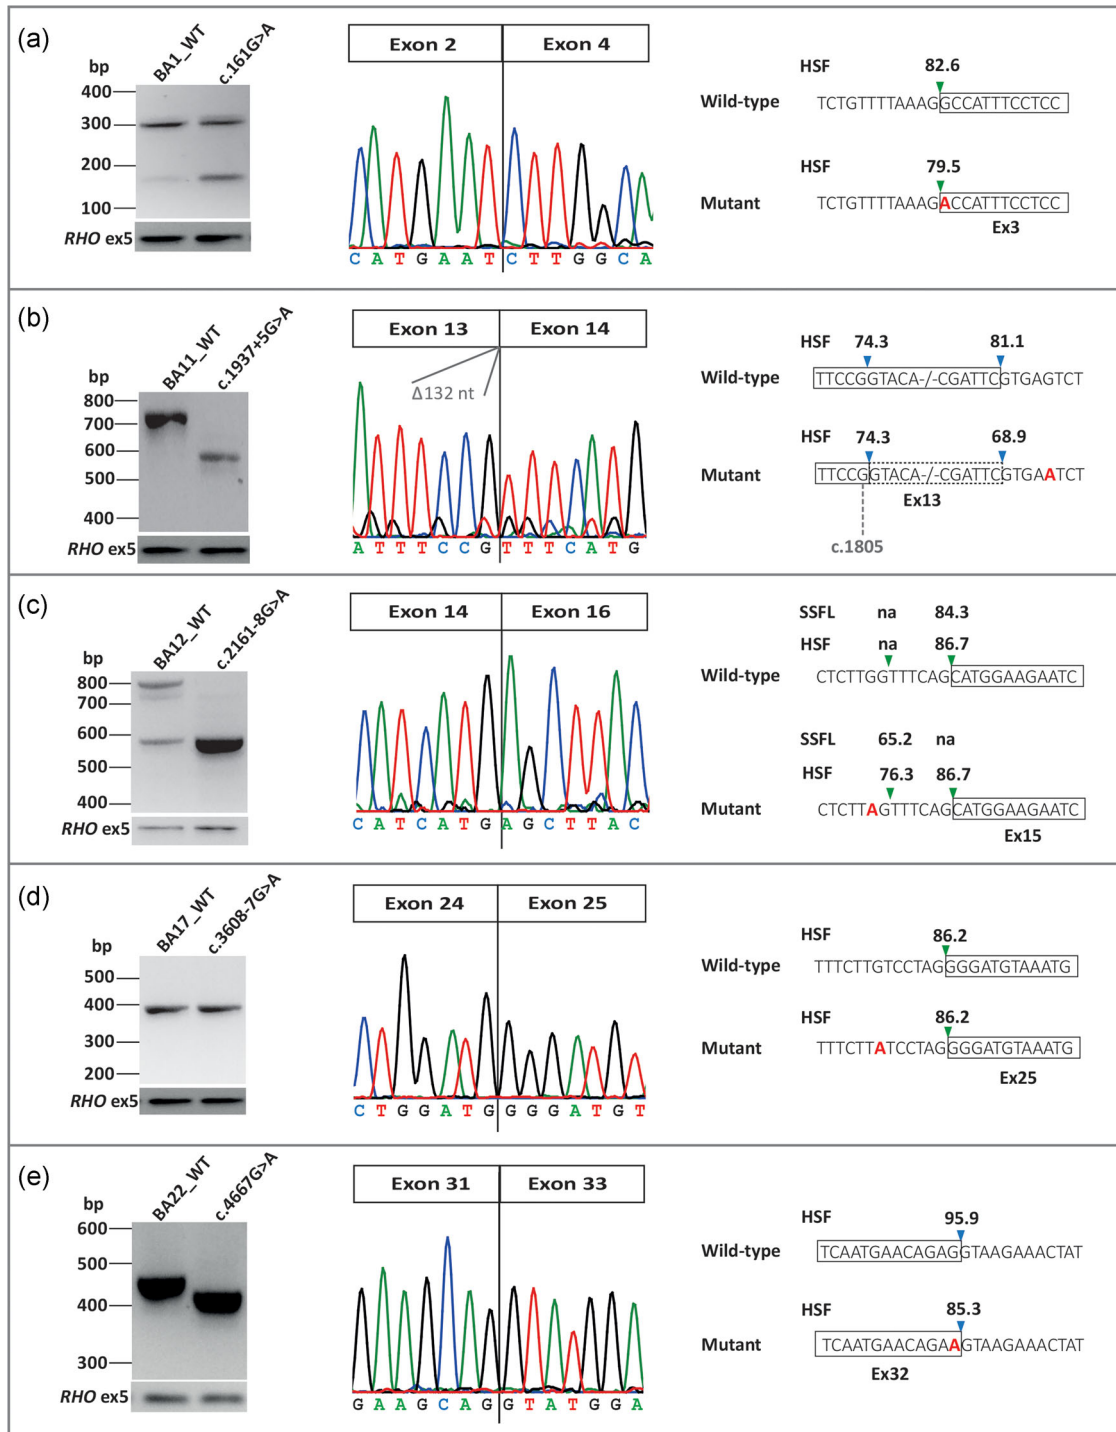 (a)
BA1_WT
c.161G>A
bp
400
300
200
100
RHO ex5
Exon 2 Exon 4
C A T G A A T C T T G G C A
HSF 82.6
Wild-type TCTGTTTTAAAGGCCATTTCCTCC
HSF 79.5
Mutant TCTGTTTTAAAGACCATTTCCTCC
Ex3
(b)
BA11_WT
c.1937+5G>A
bp
800
700
600
500
400
RHO ex5
Exon 13 Exon 14
Δ132 nt
A T T T C C G T T T C A T G
HSF 74.3 81.1
Wild-type TTCCGGTACA-/-CGATTCGTGAGTCT
HSF 74.3 68.9
Mutant TTCCGGTACA-/-CGATTCGTGAATCT
Ex13
c.1805
(c)
BA12_WT
c.2161-8G>A
bp
800
700
600
500
400
RHO ex5
Exon 14 Exon 16
C A T C A T G A G C T T A C
SSFL na 84.3
HSF na 86.7
Wild-type CTCTTGGTTTCAGCATGGAAGAATC
SSFL 65.2 na
HSF 76.3 86.7
Mutant CTCTTAGTTTCAGCATGGAAGAATC
Ex15
(d)
BA17_WT
c.3608-7G>A
bp
500
400
300
200
RHO ex5
Exon 24 Exon 25
C T G G A T G G G G A T G T
HSF 86.2
Wild-type TTTCTTGTCCTAGGGGATGTAAATG
HSF 86.2
Mutant TTTCTTATCCTAGGGGATGTAAATG
Ex25
(e)
BA22_WT
c.4667G>A
bp
600
500
400
300
RHO ex5
Exon 31 Exon 33
G A A G C A G G T A T G G A
HSF 95.9
Wild-type TCAATGAACAGAGGTAAGAAACTAT
HSF 85.3
Mutant TCAATGAACAGAAGTAAGAAACTAT
Ex32